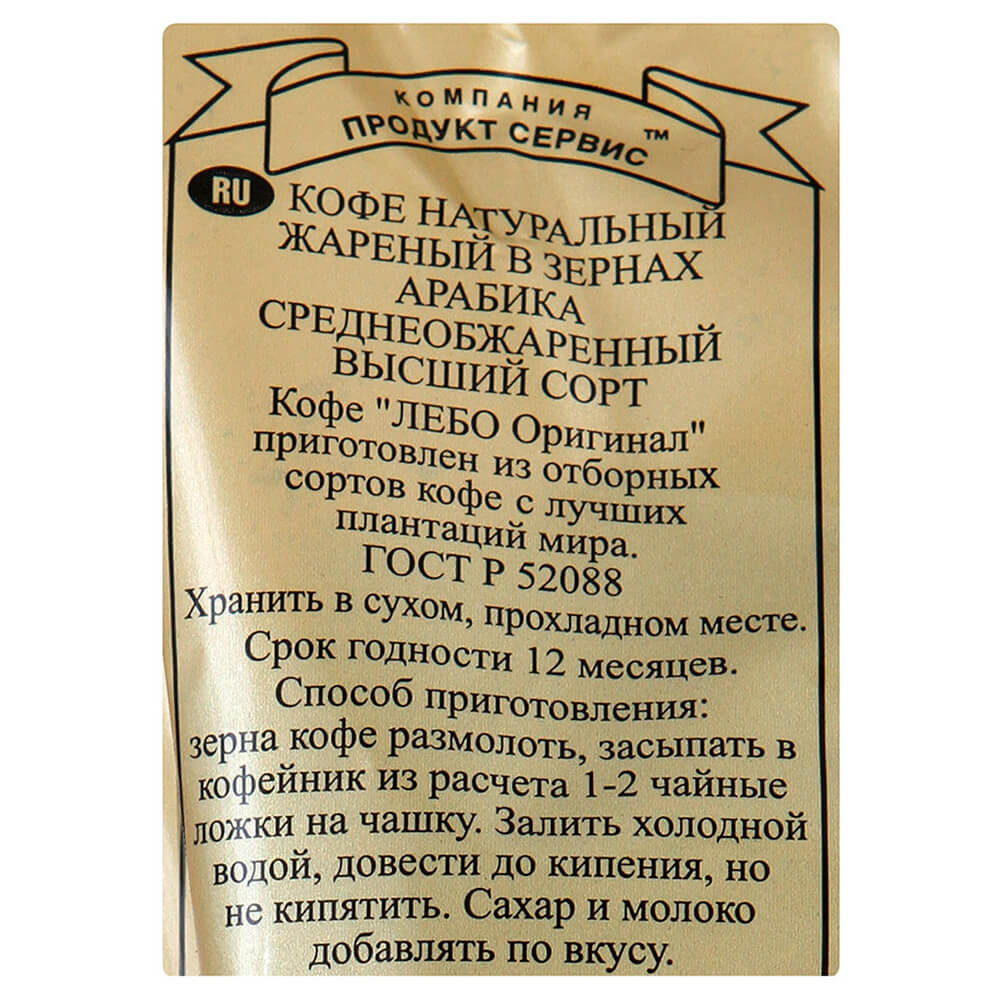 КОМПАНИЯ
ПРОДУКТ СЕРВИС™
RU
КОФЕ НАТУРАЛЬНЫЙ
ЖАРЕНЫЙ В ЗЕРНАХ
АРАБИКА
СРЕДНЕОБЖАРЕННЫЙ
ВЫСШИЙ СОРТ
Кофе "ЛЕБО Оригинал"
приготовлен из отборных
сортов кофе с лучших
плантаций мира.
ГОСТ Р 52088
Хранить в сухом, прохладном месте.
Срок годности 12 месяцев.
Способ приготовления:
зерна кофе размолоть, засыпать в
кофейник из расчета 1-2 чайные
ложки на чашку. Залить холодной
водой, довести до кипения, но
не кипятить. Сахар и молоко
добавлять по вкусу.